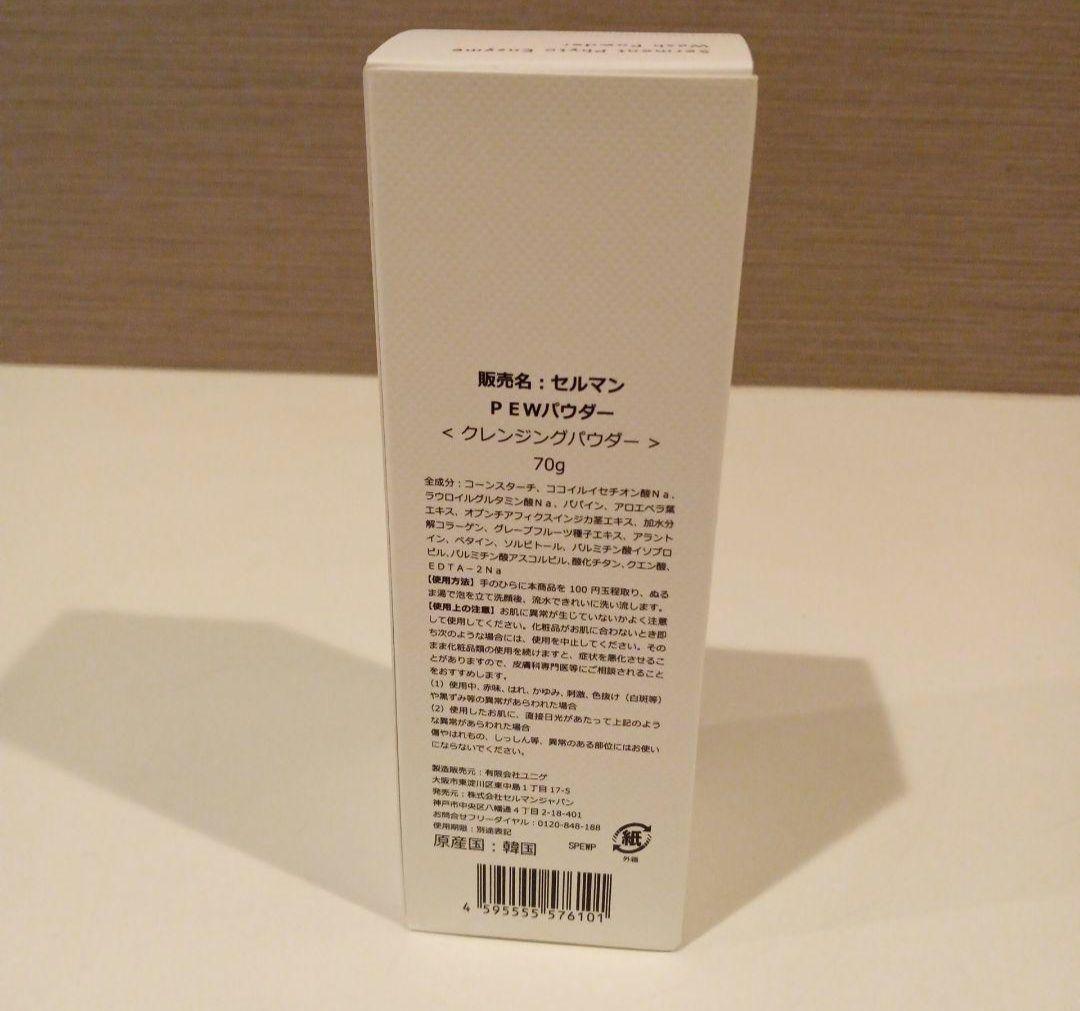 Serment Phyto Enzyme
Wash Powder
販売名：セルマン
ＰＥＷパウダー
＜ クレンジングパウダー ＞
70g
全成分：コーンスターチ、ココイルイセチオン酸Ｎａ、
ラウロイルグルタミン酸Ｎａ、パパイン、アロエベラ葉
エキス、オプンチアフィクスインジカ茎エキス、加水分
解コラーゲン、グレープフルーツ種子エキス、アラント
イン、ベタイン、ソルビトール、パルミチン酸イソプロ
ピル、パルミチン酸アスコルビル、酸化チタン、クエン酸、
ＥＤＴＡ－２Ｎａ
【使用方法】手のひらに本商品を 100 円玉程取り、ぬる
ま湯で泡を立て洗顔後、流水できれいに洗い流します。
【使用上の注意】お肌に異常が生じていないかよく注意
して使用してください。化粧品がお肌に合わないとき即
ち次のような場合には、使用を中止してください。その
まま化粧品類の使用を続けますと、症状を悪化させるこ
とがありますので、皮膚科専門医等にご相談されること
をおすすめします。
（1）使用中、赤味、はれ、かゆみ、刺激、色抜け（白斑等）
や黒ずみ等の異常があらわれた場合
（2）使用したお肌に、直接日光があたって上記のよう
な異常があらわれた場合
傷やはれもの、しっしん等、異常のある部位にはお使い
にならないでください。
製造販売元：有限会社ユニゲ
大阪市東淀川区東中島１丁目 17-5
発売元：株式会社セルマンジャパン
神戸市中央区八幡通４丁目 2-18-401
お問合せフリーダイヤル：0120-848-188
使用期限：別途表記
原産国：韓国
SPEWP
紙
外箱
4 595555 576101